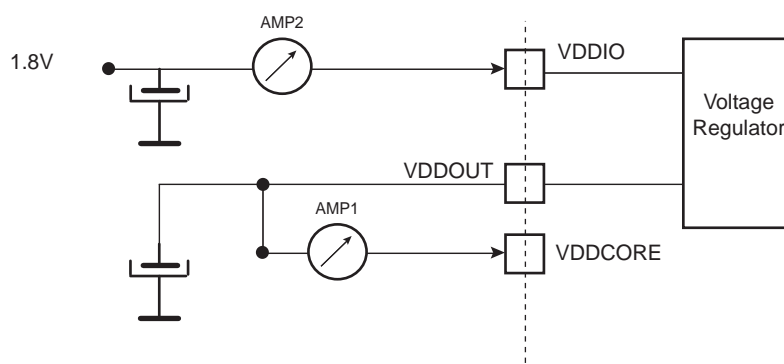 AMP2
1.8V
VDDIO
Voltage
Regulator
VDDOUT
AMP1
VDDCORE